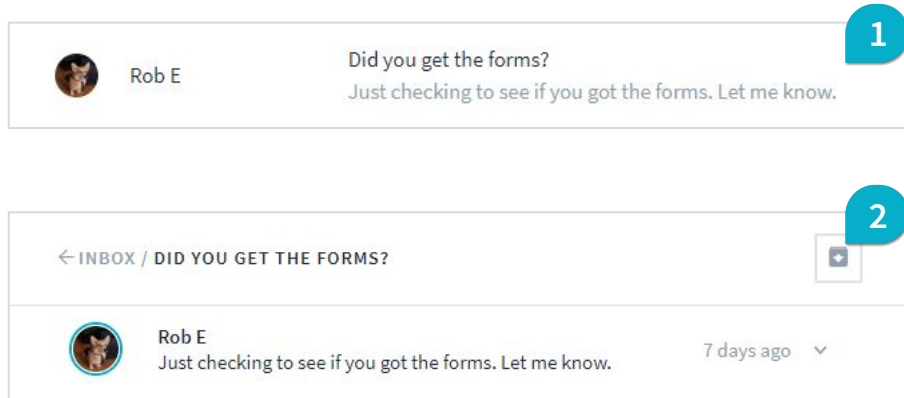 1
Rob E
Did you get the forms?
Just checking to see if you got the forms. Let me know.
2
INBOX / DID YOU GET THE FORMS?
Rob E
Just checking to see if you got the forms. Let me know.
7 days ago